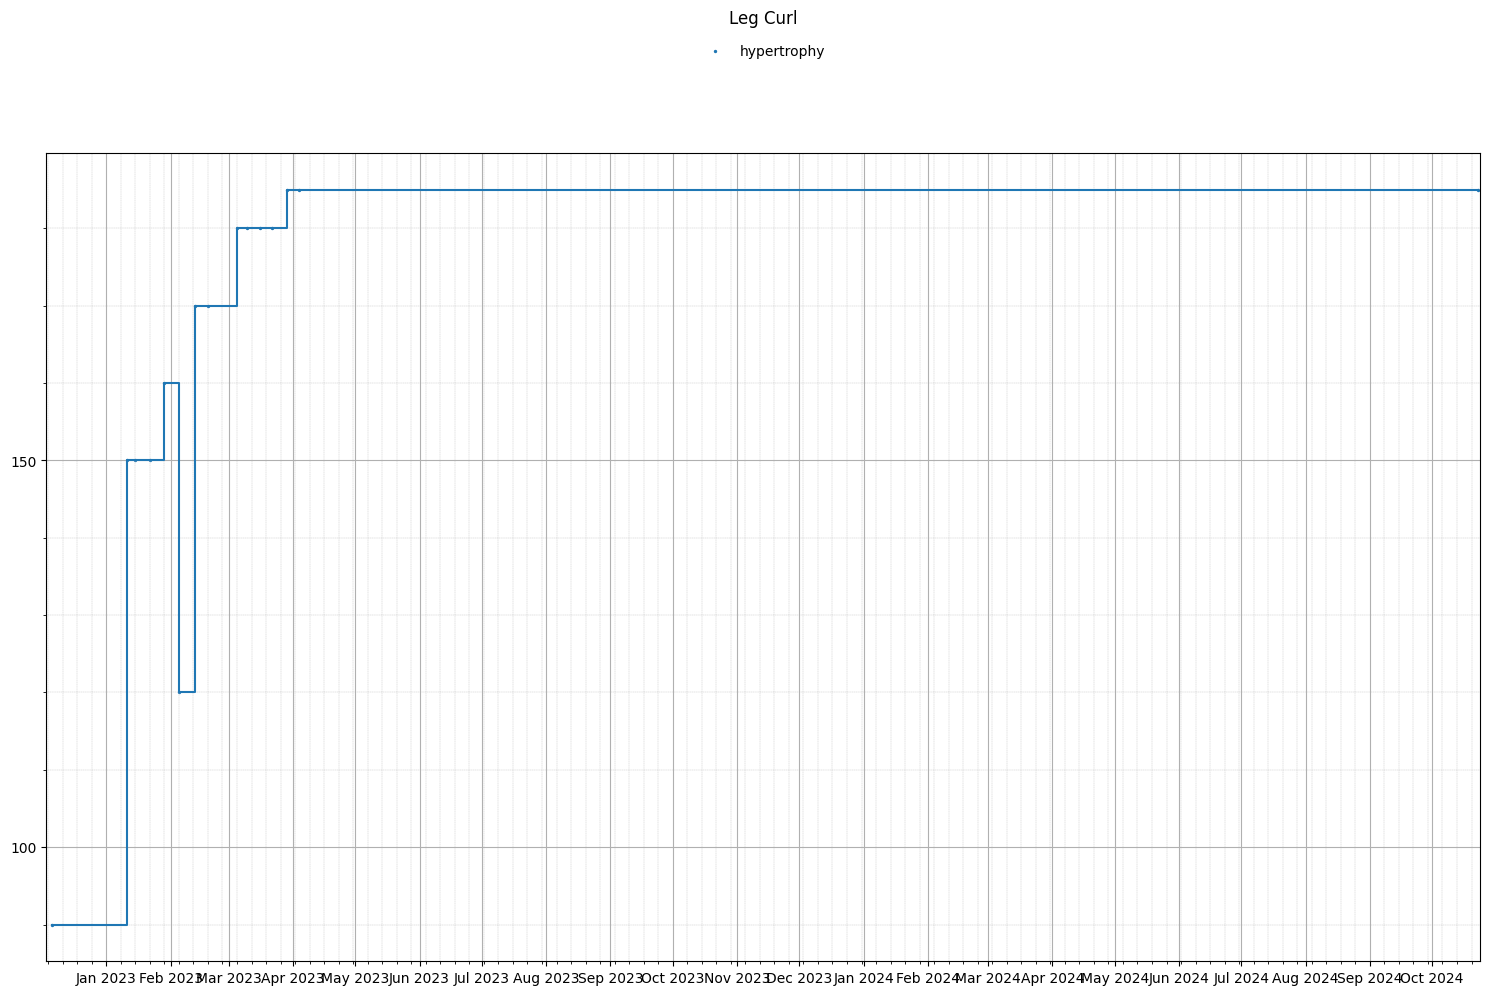 Leg Curl
hypertrophy
150
100
Jan 2023 Feb 2023 Mar 2023 Apr 2023 May 2023 Jun 2023 Jul 2023 Aug 2023 Sep 2023 Oct 2023 Nov 2023 Dec 2023 Jan 2024 Feb 2024 Mar 2024 Apr 2024 May 2024 Jun 2024 Jul 2024 Aug 2024 Sep 2024 Oct 2024